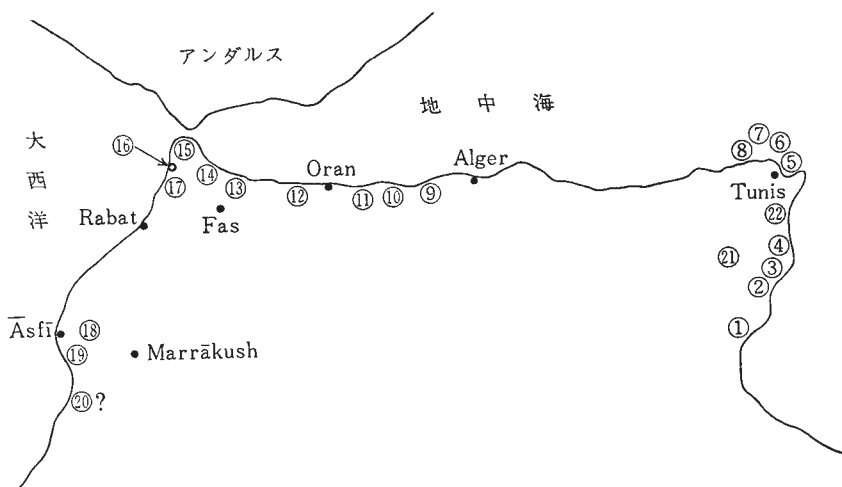 アンダルス
地中海
大西洋
⑯
⑮
⑰
⑭
⑬
Oran
⑫
⑪
⑩
⑨
Alger
⑧
⑦
⑥
⑤
Tunis
㉒
④
㉑
③
②
①
Rabat
Fas
Āsfī
⑱
⑲
Marrākush
⑳?